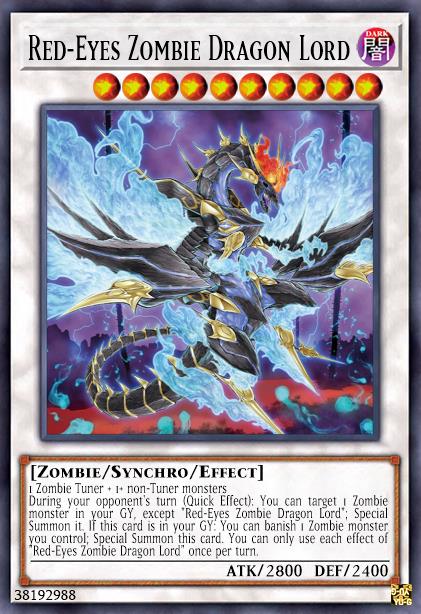 Red-Eyes Zombie Dragon Lord
DARK
闇
[Zombie/Synchro/Effect]
1 Zombie Tuner + 1+ non-Tuner monsters
During your opponent's turn (Quick Effect): You can target 1 Zombie
monster in your GY, except "Red-Eyes Zombie Dragon Lord"; Special
Summon it. If this card is in your GY: You can banish 1 Zombie monster
you control; Special Summon this card. You can only use each effect of
"Red-Eyes Zombie Dragon Lord" once per turn.
ATK/2800 DEF/2400
38192988